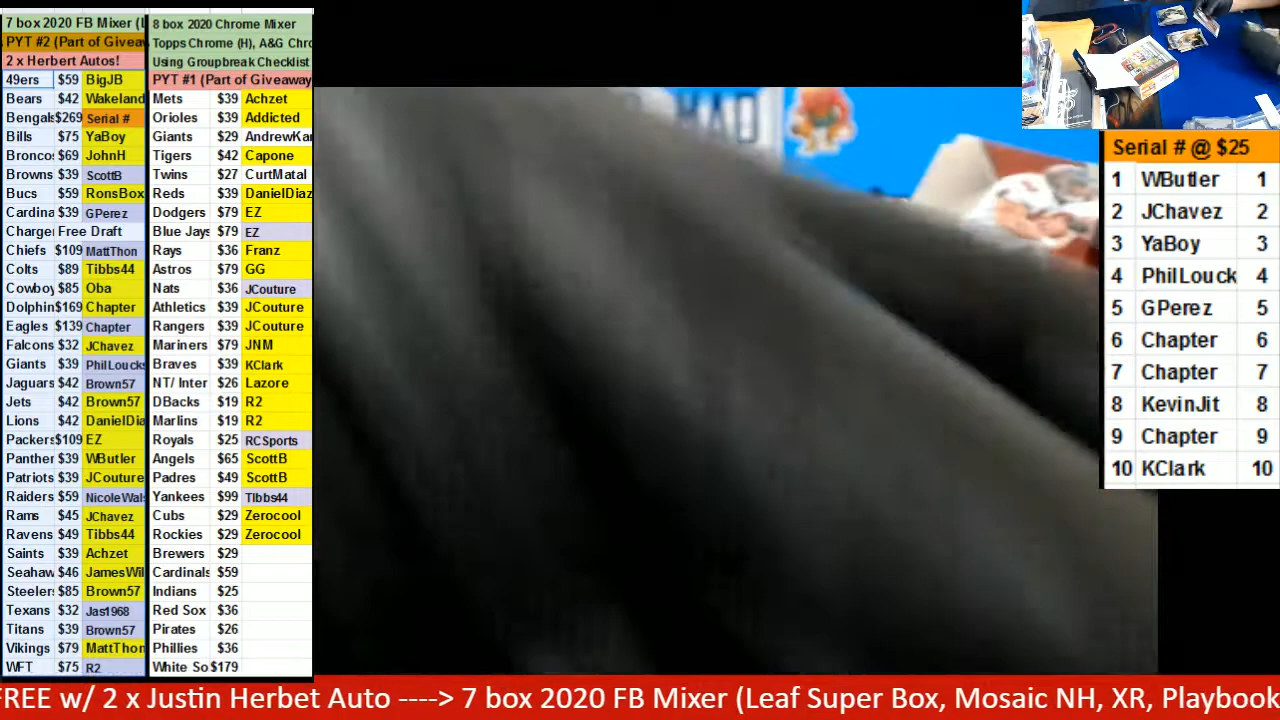 7 box 2020 FB Mixer (L
PYT #2 (Part of Giveaw
2 x Herbert Autos!
49ers $59 BigJB
Bears $42 Wakeland
Bengals $269 Serial #
Bills $75 YaBoy
Broncos $69 JohnH
Browns $39 ScottB
Bucs $59 RonsBox
Cardina $39 GPerez
Charger Free Draft
Chiefs $109 MattThon
Colts $89 Tibbs44
Cowboy $85 Oba
Dolphin $169 Chapter
Eagles $139 Chapter
Falcons $32 JChavez
Giants $39 PhilLoucks
Jaguars $42 Brown57
Jets $42 Brown57
Lions $42 DanielDia
Packers $109 EZ
Panther $39 WButler
Patriots $39 JCouture
Raiders $59 NicoleWals
Rams $45 JChavez
Ravens $49 Tibbs44
Saints $39 Achzet
Seahaw $46 JamesWil
Steelers $85 Brown57
Texans $32 Jas1968
Titans $39 Brown57
Vikings $79 MattThon
WFT $75 R2
8 box 2020 Chrome Mixer
Topps Chrome (H), A&G Chro
Using Groupbreak Checklist
PYT #1 (Part of Giveaway
Mets $39 Achzet
Orioles $39 Addicted
Giants $29 AndrewKar
Tigers $42 Capone
Twins $27 CurtMatal
Reds $39 DanielDiaz
Dodgers $79 EZ
Blue Jays $79 EZ
Rays $36 Franz
Astros $79 GG
Nats $36 JCouture
Athletics $39 JCouture
Rangers $39 JCouture
Mariners $79 JNM
Braves $39 KClark
NT/ Inter $26 Lazore
DBacks $19 R2
Marlins $19 R2
Royals $25 RCSports
Angels $65 ScottB
Padres $49 ScottB
Yankees $99 TIbbs44
Cubs $29 Zerocool
Rockies $29 Zerocool
Brewers $29
Cardinals $59
Indians $25
Red Sox $36
Pirates $26
Phillies $36
White So $179
Serial # @ $25
1 WButler 1
2 JChavez 2
3 YaBoy 3
4 PhilLouck 4
5 GPerez 5
6 Chapter 6
7 Chapter 7
8 KevinJit 8
9 Chapter 9
10 KClark 10
FREE w/ 2 x Justin Herbet Auto ----> 7 box 2020 FB Mixer (Leaf Super Box, Mosaic NH, XR, Playbook